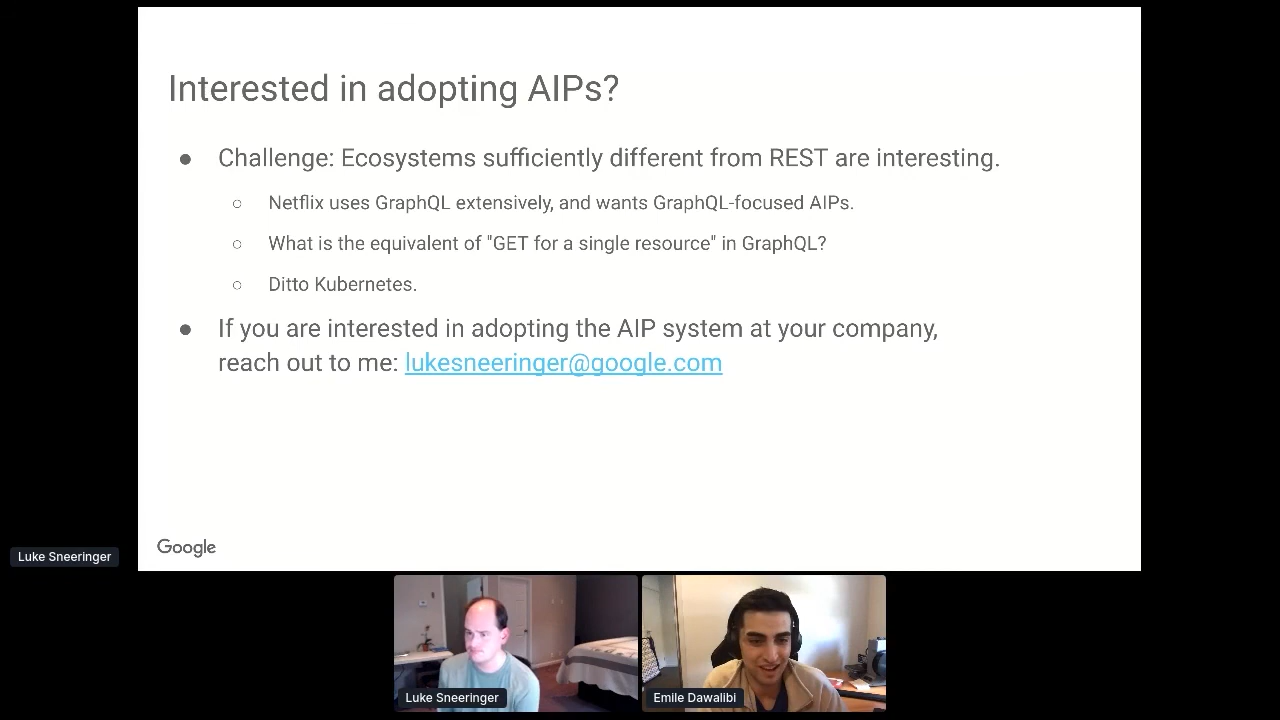 Interested in adopting AIPs?
● Challenge: Ecosystems sufficiently different from REST are interesting.
○ Netflix uses GraphQL extensively, and wants GraphQL-focused AIPs.
○ What is the equivalent of "GET for a single resource" in GraphQL?
○ Ditto Kubernetes.
● If you are interested in adopting the AIP system at your company,
reach out to me: lukesneeringer@google.com
Google
Luke Sneeringer
Luke Sneeringer
Emile Dawalibi